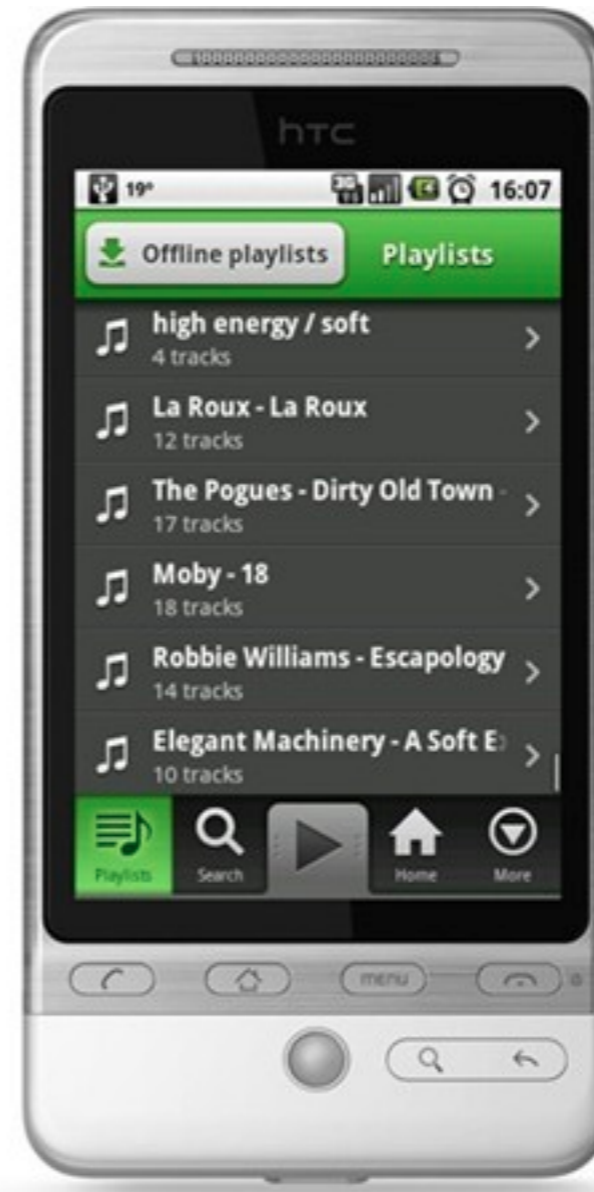 hTC
19° 3G 16:07
Offline playlists Playlists
high energy / soft
4 tracks
La Roux - La Roux
12 tracks
The Pogues - Dirty Old Town -
17 tracks
Moby - 18
18 tracks
Robbie Williams - Escapology
14 tracks
Elegant Machinery - A Soft E
10 tracks
Playlists Search Home More
menu